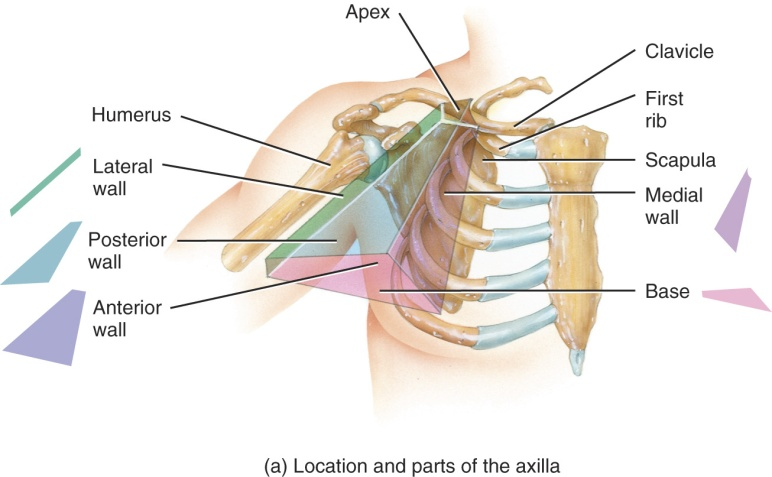 Apex
Clavicle
First
rib
Humerus
Scapula
Lateral
wall
Medial
wall
Posterior
wall
Base
Anterior
wall
(a) Location and parts of the axilla